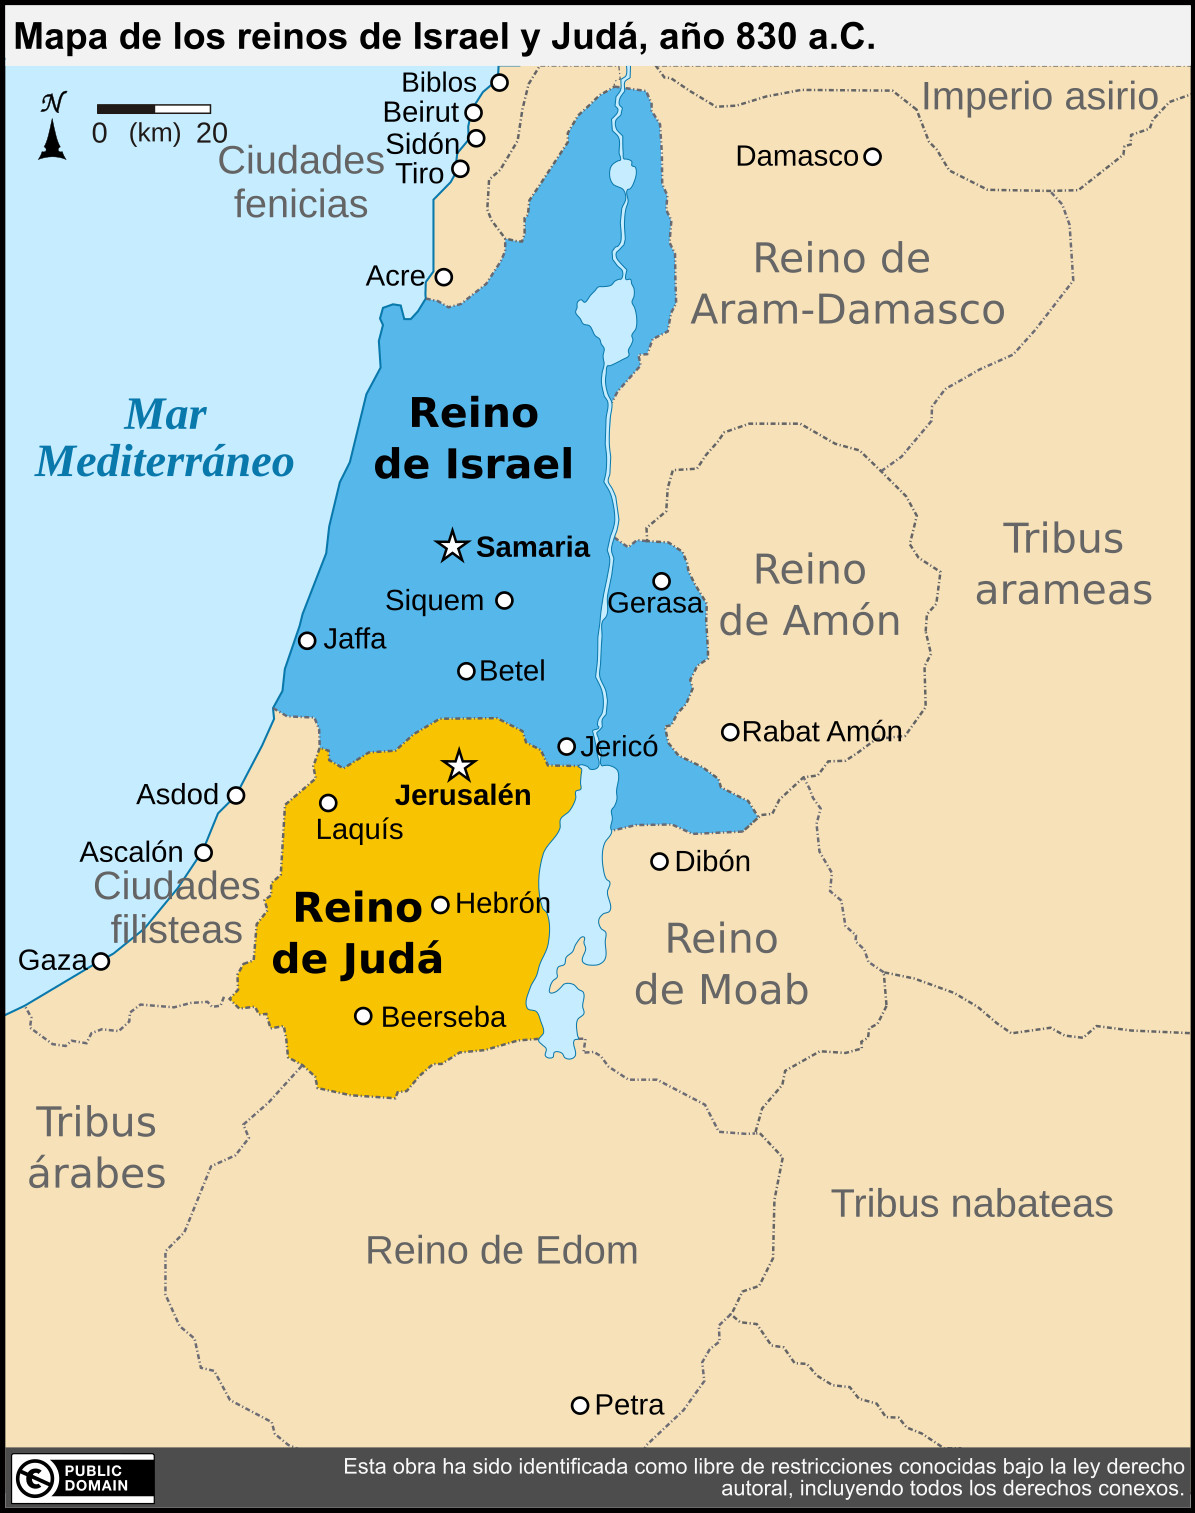 Mapa de los reinos de Israel y Judá, año 830 a.C.
N
0 (km) 20
Biblos
Beirut
Sidón
Tiro
Ciudades
fenicias
Acre
Imperio asirio
Damasco
Reino de
Aram-Damasco
Mar
Mediterráneo
Reino
de Israel
Samaria
Siquem
Jaffa
Betel
Gerasa
Reino
de Amón
Tribus
arameas
Rabat Amón
Jericó
Jerusalén
Asdod
Laquís
Ascalón
Ciudades
filisteas
Gaza
Reino
de Judá
Hebrón
Beerseba
Dibón
Reino
de Moab
Tribus
árabes
Tribus nabateas
Reino de Edom
Petra
PUBLIC
DOMAIN
Esta obra ha sido identificada como libre de restricciones conocidas bajo la ley derecho
autoral, incluyendo todos los derechos conexos.